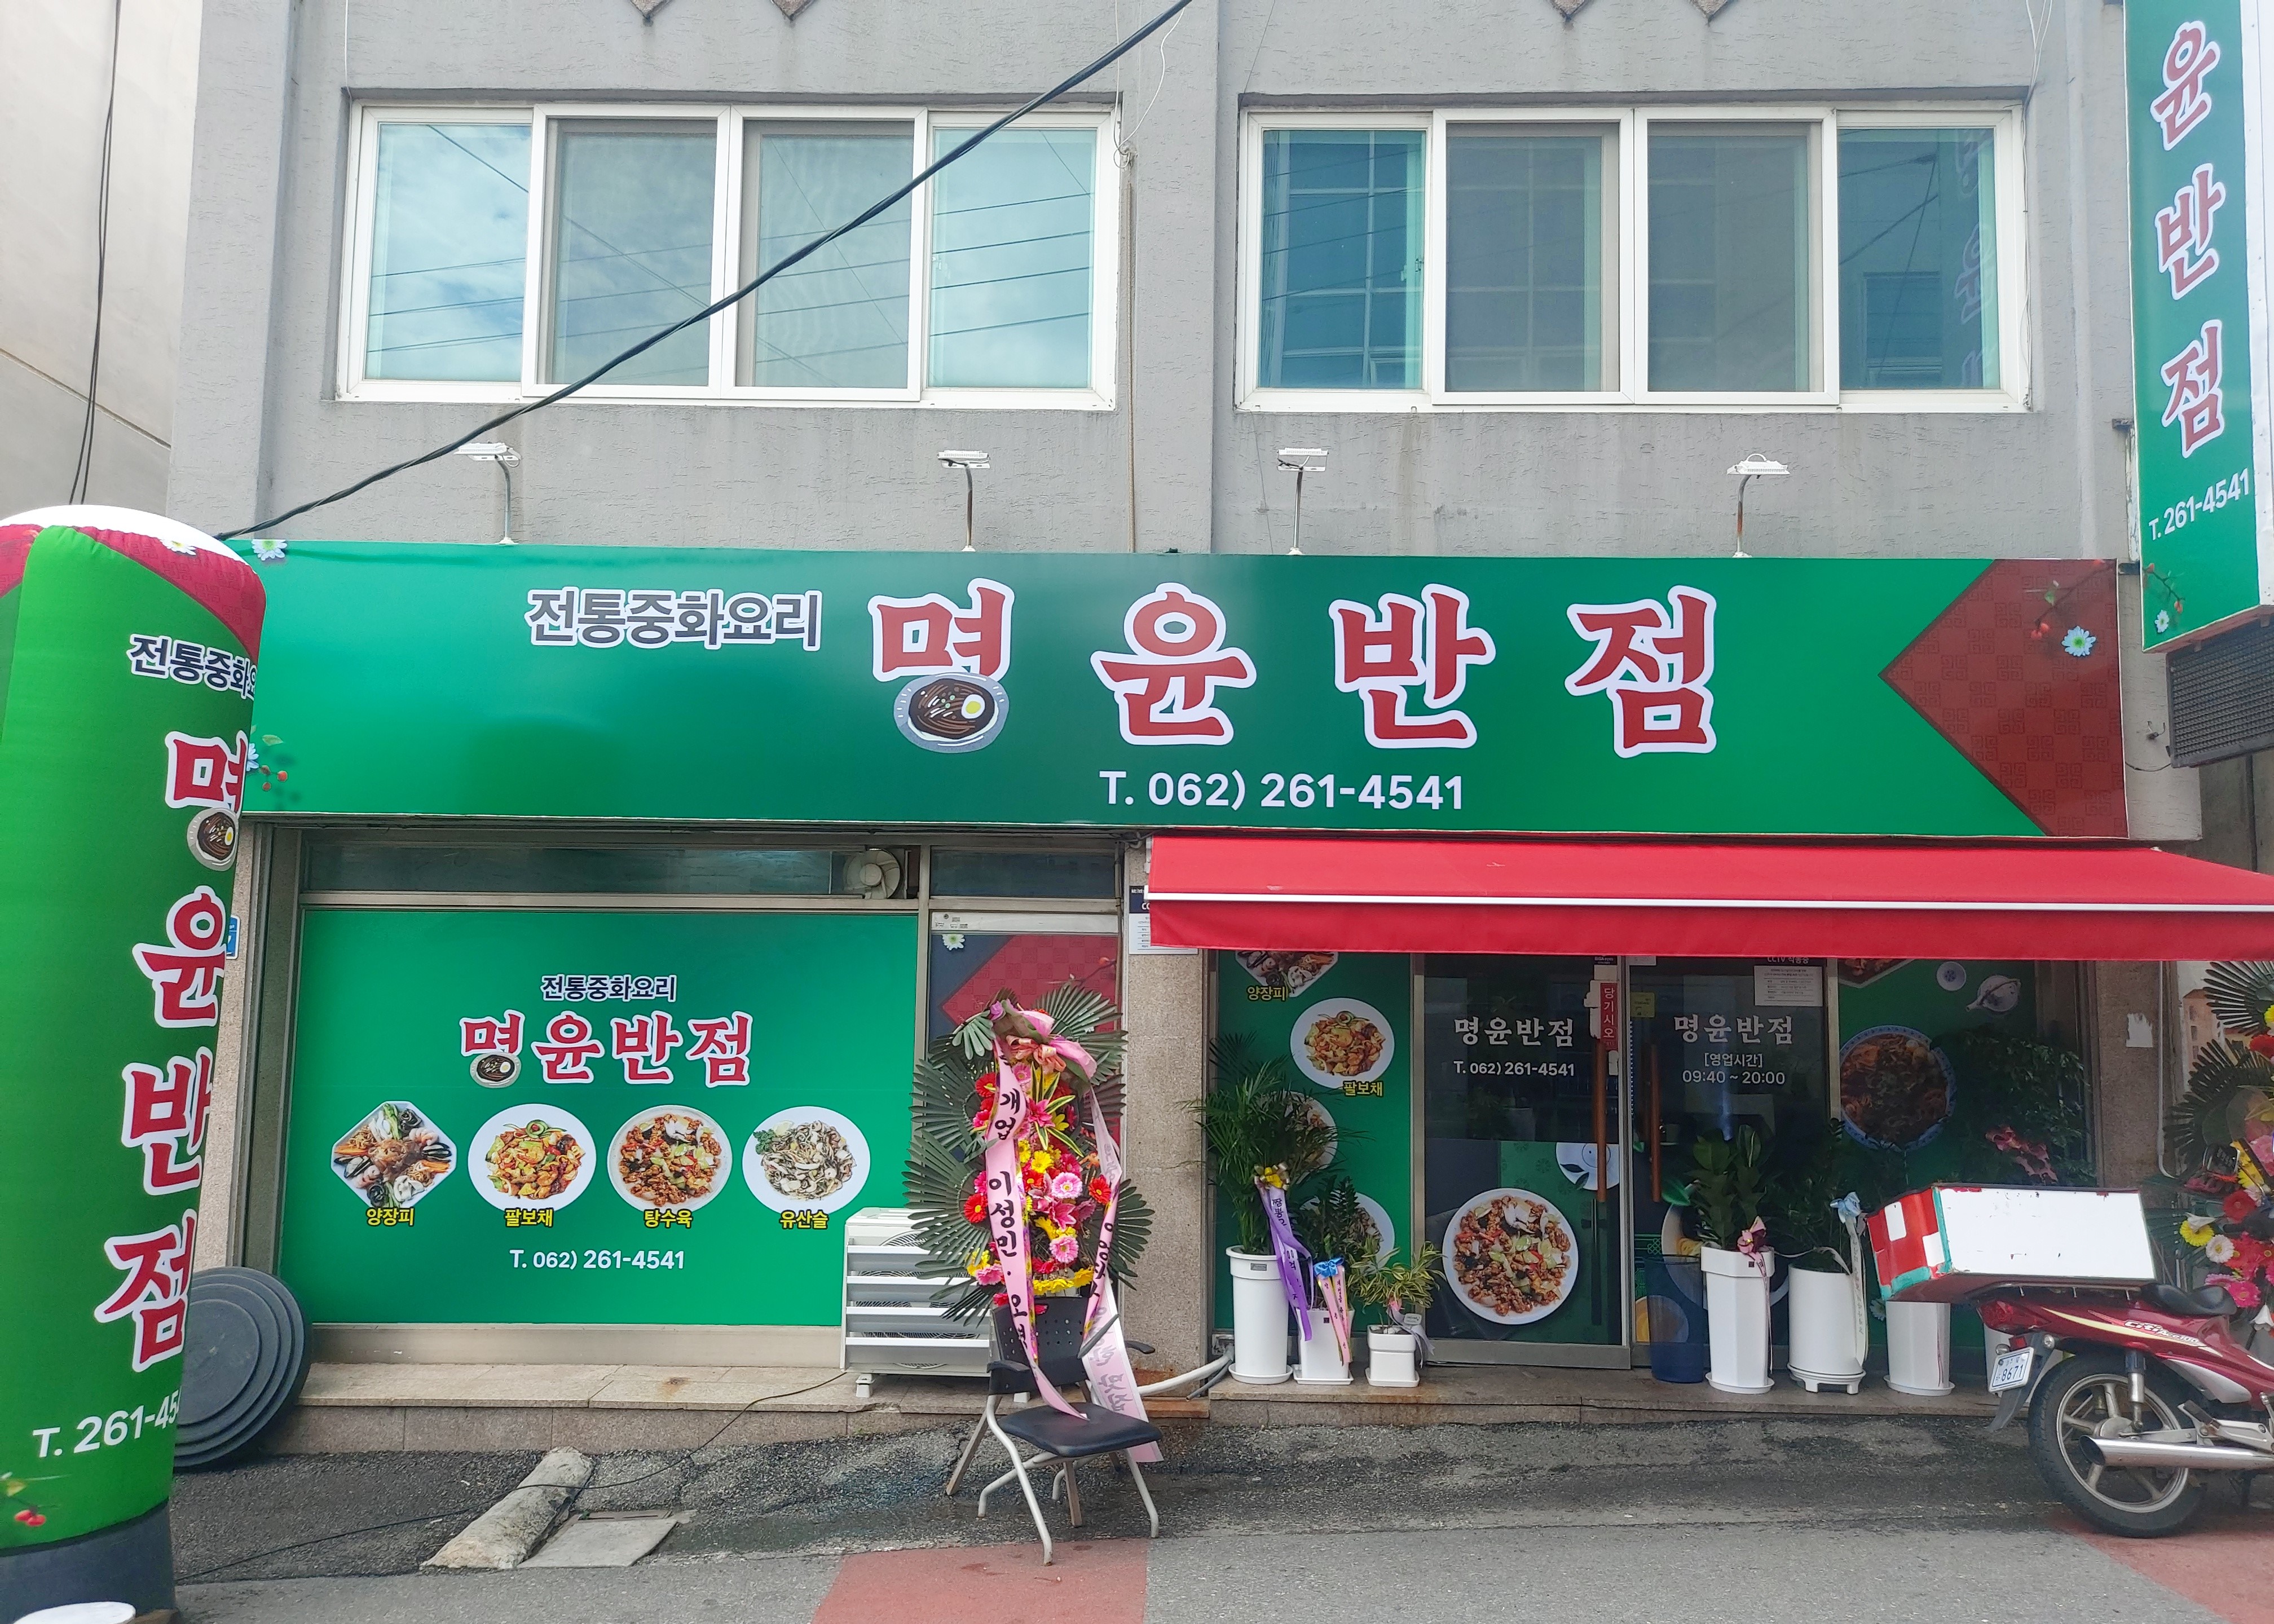 윤반점
T. 261-4541
전통중화요리
명윤반점
T. 062) 261-4541
전통중화요
명윤반점
T. 261-45
전통중화요리
명윤반점
양장피
팔보채
탕수육
유산슬
T. 062) 261-4541
개업
이성민.
양장피
팔보채
명윤반점
T. 062) 261-4541
당기시오
명윤반점
[영업시간]
09:40 ~ 20:00
8671